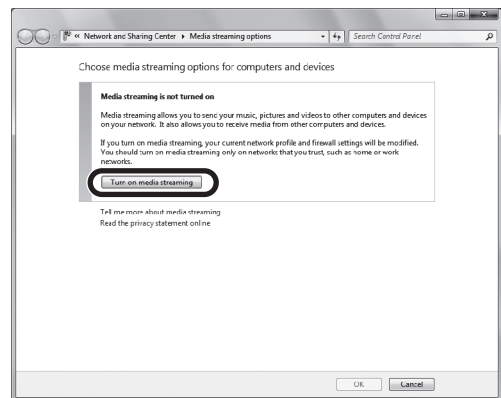 « Network and Sharing Center ▸ Media streaming options
Search Control Panel
Choose media streaming options for computers and devices
Media streaming is not turned on
Media streaming allows you to send your music, pictures and videos to other computers and devices
on your network. It also allows you to receive media from other computers and devices.
If you turn on media streaming, your current network profile and firewall settings will be modified.
You should turn on media streaming only on networks that you trust, such as home or work
networks.
Turn on media streaming
Tell me more about media streaming
Read the privacy statement online
OK
Cancel